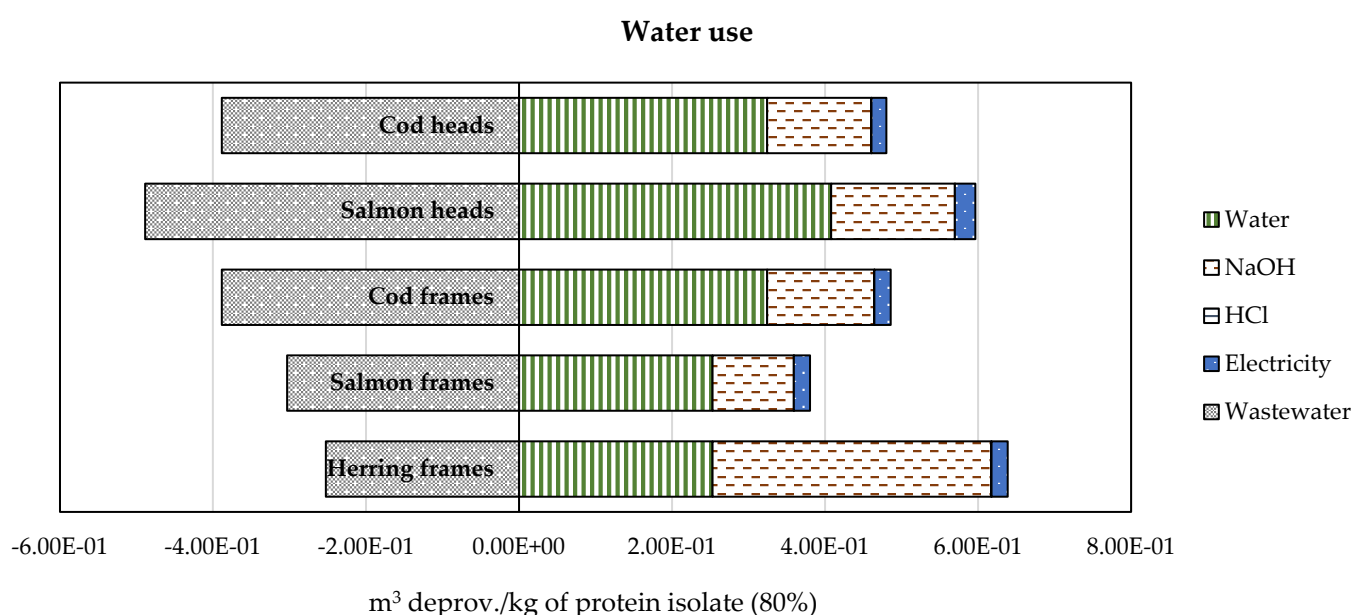 Water use
Cod heads
Salmon heads
Cod frames
Salmon frames
Herring frames
Water
NaOH
HCl
Electricity
Wastewater
-6.00E-01 -4.00E-01 -2.00E-01 0.00E+00 2.00E-01 4.00E-01 6.00E-01 8.00E-01
m³ deprov./kg of protein isolate (80%)